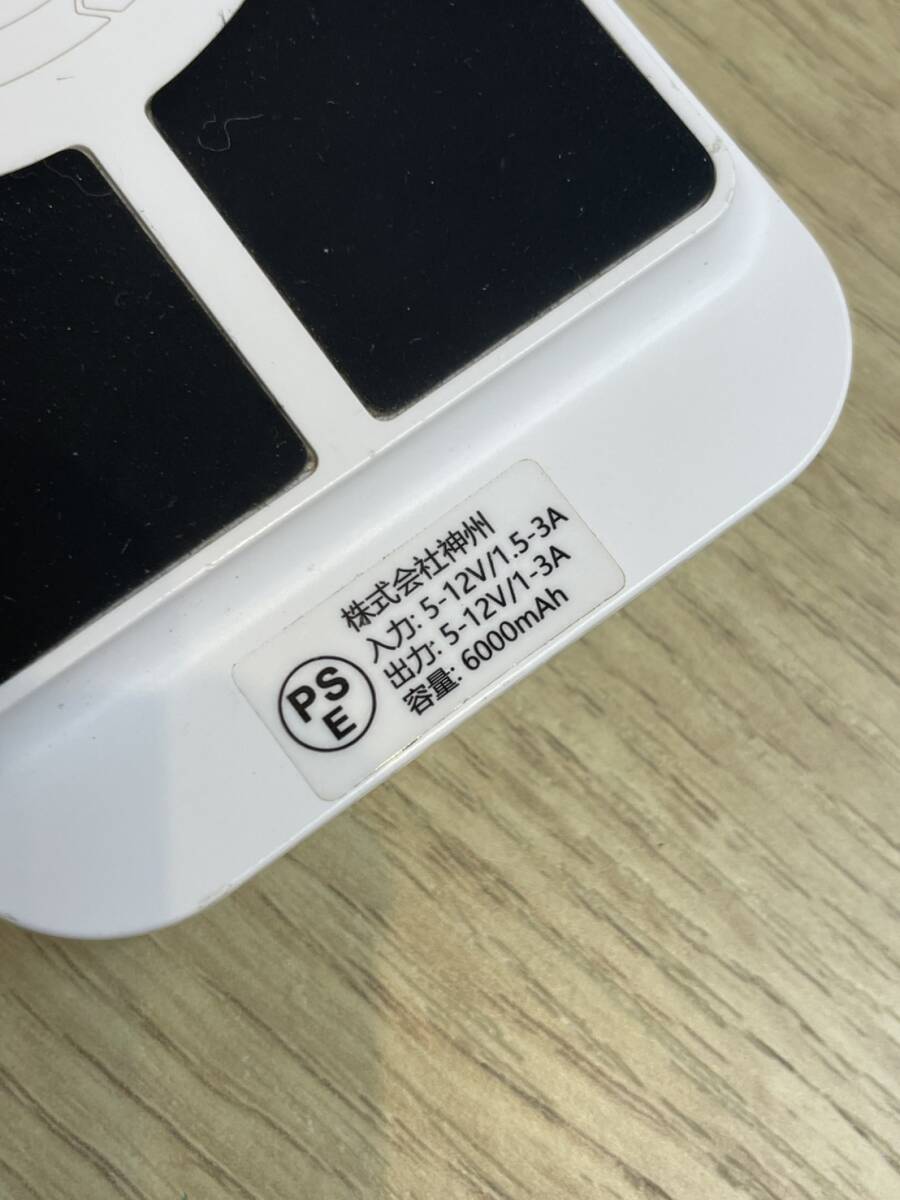 株式会社神州
入力: 5-12V/1.5-3A
出力: 5-12V/1-3A
容量: 6000mAh
PS
E